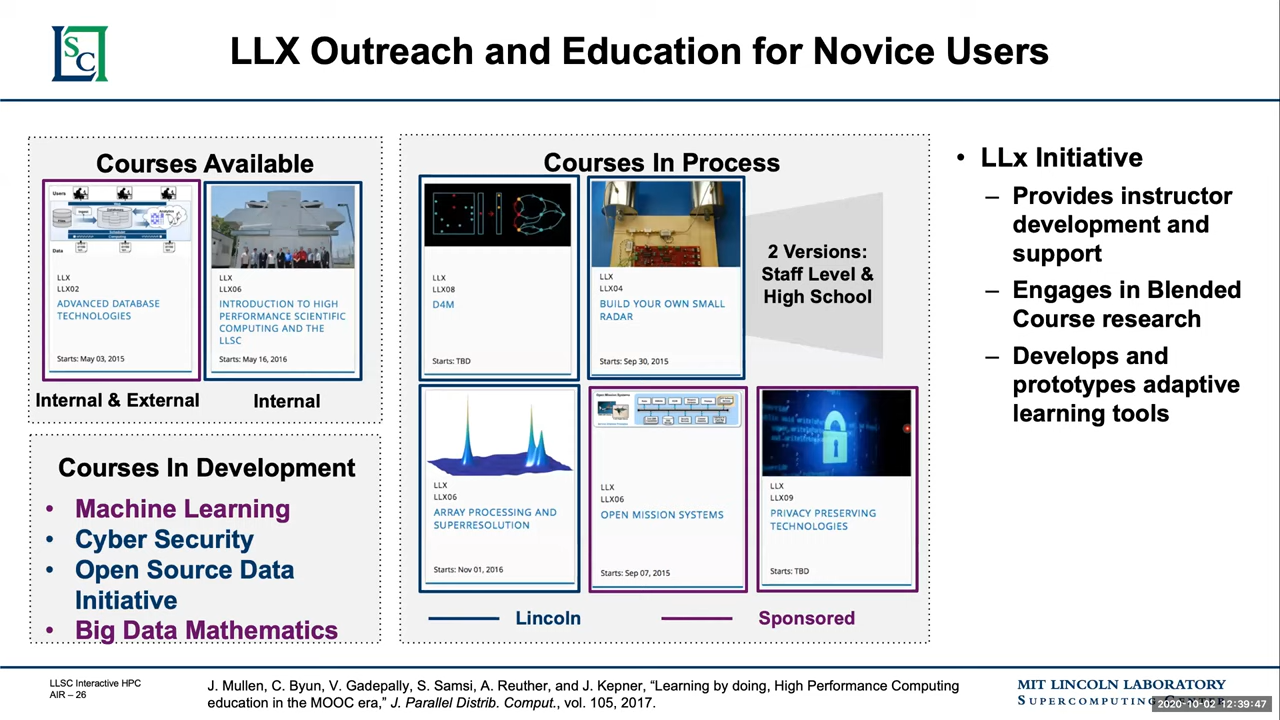 LLX Outreach and Education for Novice Users
LSC
Courses Available
Users
Data
LLX
LLX02
ADVANCED DATABASE
TECHNOLOGIES
Starts: May 03, 2015
Internal & External
LLX
LLX06
INTRODUCTION TO HIGH
PERFORMANCE SCIENTIFIC
COMPUTING AND THE
LLSC
Starts: May 16, 2016
Internal
Courses In Development
• Machine Learning
• Cyber Security
• Open Source Data
Initiative
• Big Data Mathematics
Courses In Process
LLX
LLX08
D4M
Starts: TBD
LLX
LLX04
BUILD YOUR OWN SMALL
RADAR
Starts: Sep 30, 2015
2 Versions:
Staff Level &
High School
LLX
LLX06
ARRAY PROCESSING AND
SUPERRESOLUTION
Starts: Nov 01, 2016
Open Mission Systems
LLX
LLX06
OPEN MISSION SYSTEMS
Starts: Sep 07, 2015
LLX
LLX09
PRIVACY PRESERVING
TECHNOLOGIES
Starts: TBD
Lincoln
Sponsored
• LLx Initiative
– Provides instructor
development and
support
– Engages in Blended
Course research
– Develops and
prototypes adaptive
learning tools
LLSC Interactive HPC
AIR – 26
J. Mullen, C. Byun, V. Gadepally, S. Samsi, A. Reuther, and J. Kepner, “Learning by doing, High Performance Computing
education in the MOOC era,” J. Parallel Distrib. Comput., vol. 105, 2017.
MIT LINCOLN LABORATORY
SUPERCOMPUTING CENTER
2020-10-02 12:39:47